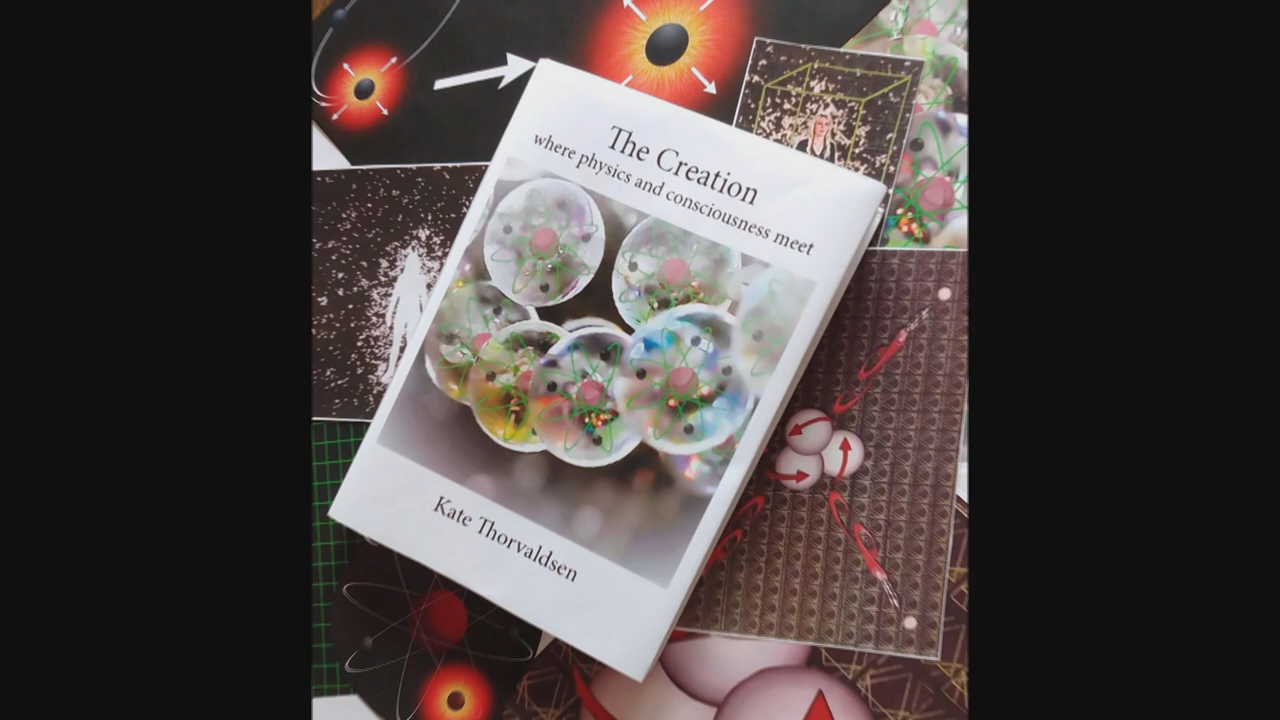 The Creation
where physics and consciousness meet
Kate Thorvaldsen